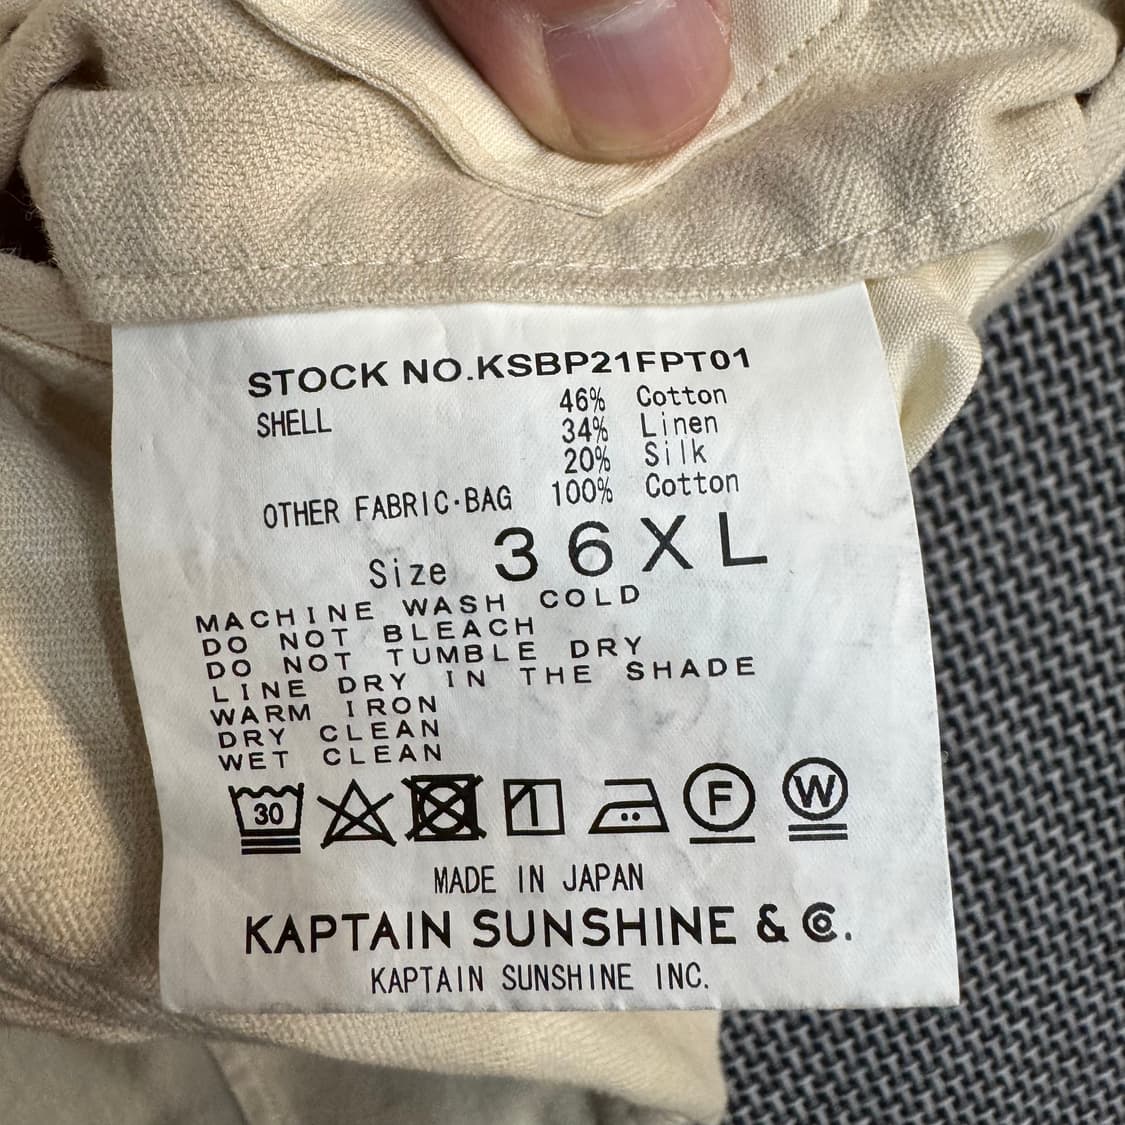 STOCK NO.KSBP21FPT01
SHELL 46% Cotton
34% Linen
20% Silk
OTHER FABRIC·BAG 100% Cotton
Size 36XL
MACHINE WASH COLD
DO NOT BLEACH
DO NOT TUMBLE DRY
LINE DRY IN THE SHADE
WARM IRON
DRY CLEAN
WET CLEAN
30 F W
MADE IN JAPAN
KAPTAIN SUNSHINE & Co.
KAPTAIN SUNSHINE INC.